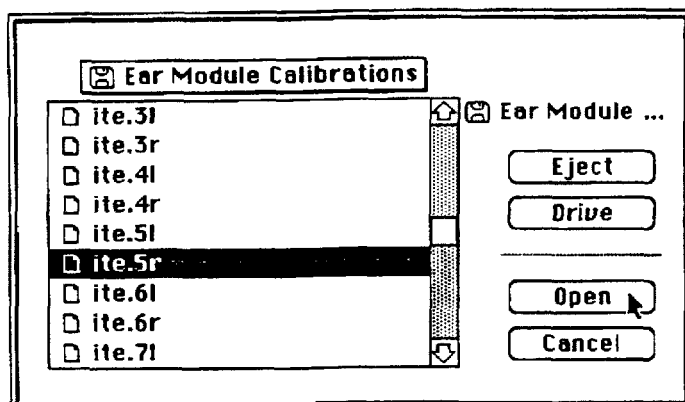 Ear Module Calibrations
ite.3l
ite.3r
ite.4l
ite.4r
ite.5l
ite.5r
ite.6l
ite.6r
ite.7l
Ear Module ...
Eject
Drive
Open
Cancel